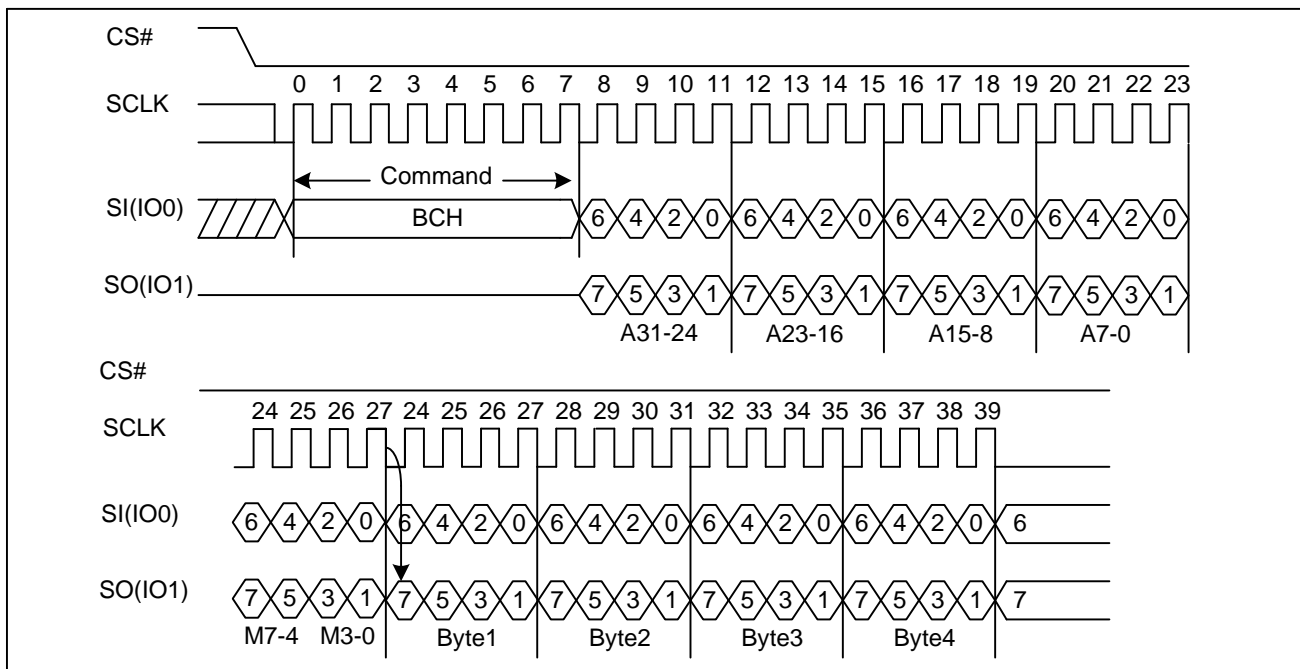 CS#
0 1 2 3 4 5 6 7 8 9 10 11 12 13 14 15 16 17 18 19 20 21 22 23
SCLK
Command
SI(IO0)
BCH 6 4 2 0 6 4 2 0 6 4 2 0 6 4 2 0
SO(IO1)
7 5 3 1 7 5 3 1 7 5 3 1 7 5 3 1
A31-24 A23-16 A15-8 A7-0
CS#
24 25 26 27 24 25 26 27 28 29 30 31 32 33 34 35 36 37 38 39
SCLK
SI(IO0)
6 4 2 0 6 4 2 0 6 4 2 0 6 4 2 0 6 4 2 0 6
SO(IO1)
7 5 3 1 7 5 3 1 7 5 3 1 7 5 3 1 7 5 3 1 7
M7-4 M3-0 Byte1 Byte2 Byte3 Byte4